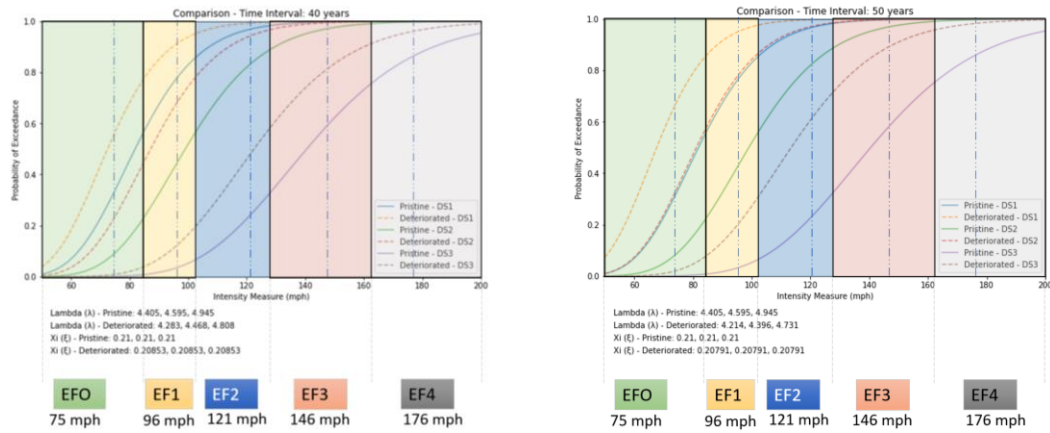 Comparison - Time Interval: 40 years
1.0
0.8
0.6
0.4
0.2
0.0
Probability of Exceedance
60 80 100 120 140 160 180 200
Intensity Measure (mph)
Pristine - DS1
Deteriorated - DS1
Pristine - DS2
Deteriorated - DS2
Pristine - DS3
Deteriorated - DS3
Lambda (λ) - Pristine: 4.405, 4.595, 4.945
Lambda (λ) - Deteriorated: 4.283, 4.468, 4.808
Xi (ξ) - Pristine: 0.21, 0.21, 0.21
Xi (ξ) - Deteriorated: 0.20853, 0.20853, 0.20853
EFO EF1 EF2 EF3 EF4
75 mph 96 mph 121 mph 146 mph 176 mph
Comparison - Time Interval: 50 years
1.0
0.8
0.6
0.4
0.2
0.0
Probability of Exceedance
60 80 100 120 140 160 180 200
Intensity Measure (mph)
Pristine - DS1
Deteriorated - DS1
Pristine - DS2
Deteriorated - DS2
Pristine - DS3
Deteriorated - DS3
Lambda (λ) - Pristine: 4.405, 4.595, 4.945
Lambda (λ) - Deteriorated: 4.214, 4.396, 4.731
Xi (ξ) - Pristine: 0.21, 0.21, 0.21
Xi (ξ) - Deteriorated: 0.20791, 0.20791, 0.20791
EFO EF1 EF2 EF3 EF4
75 mph 96 mph 121 mph 146 mph 176 mph